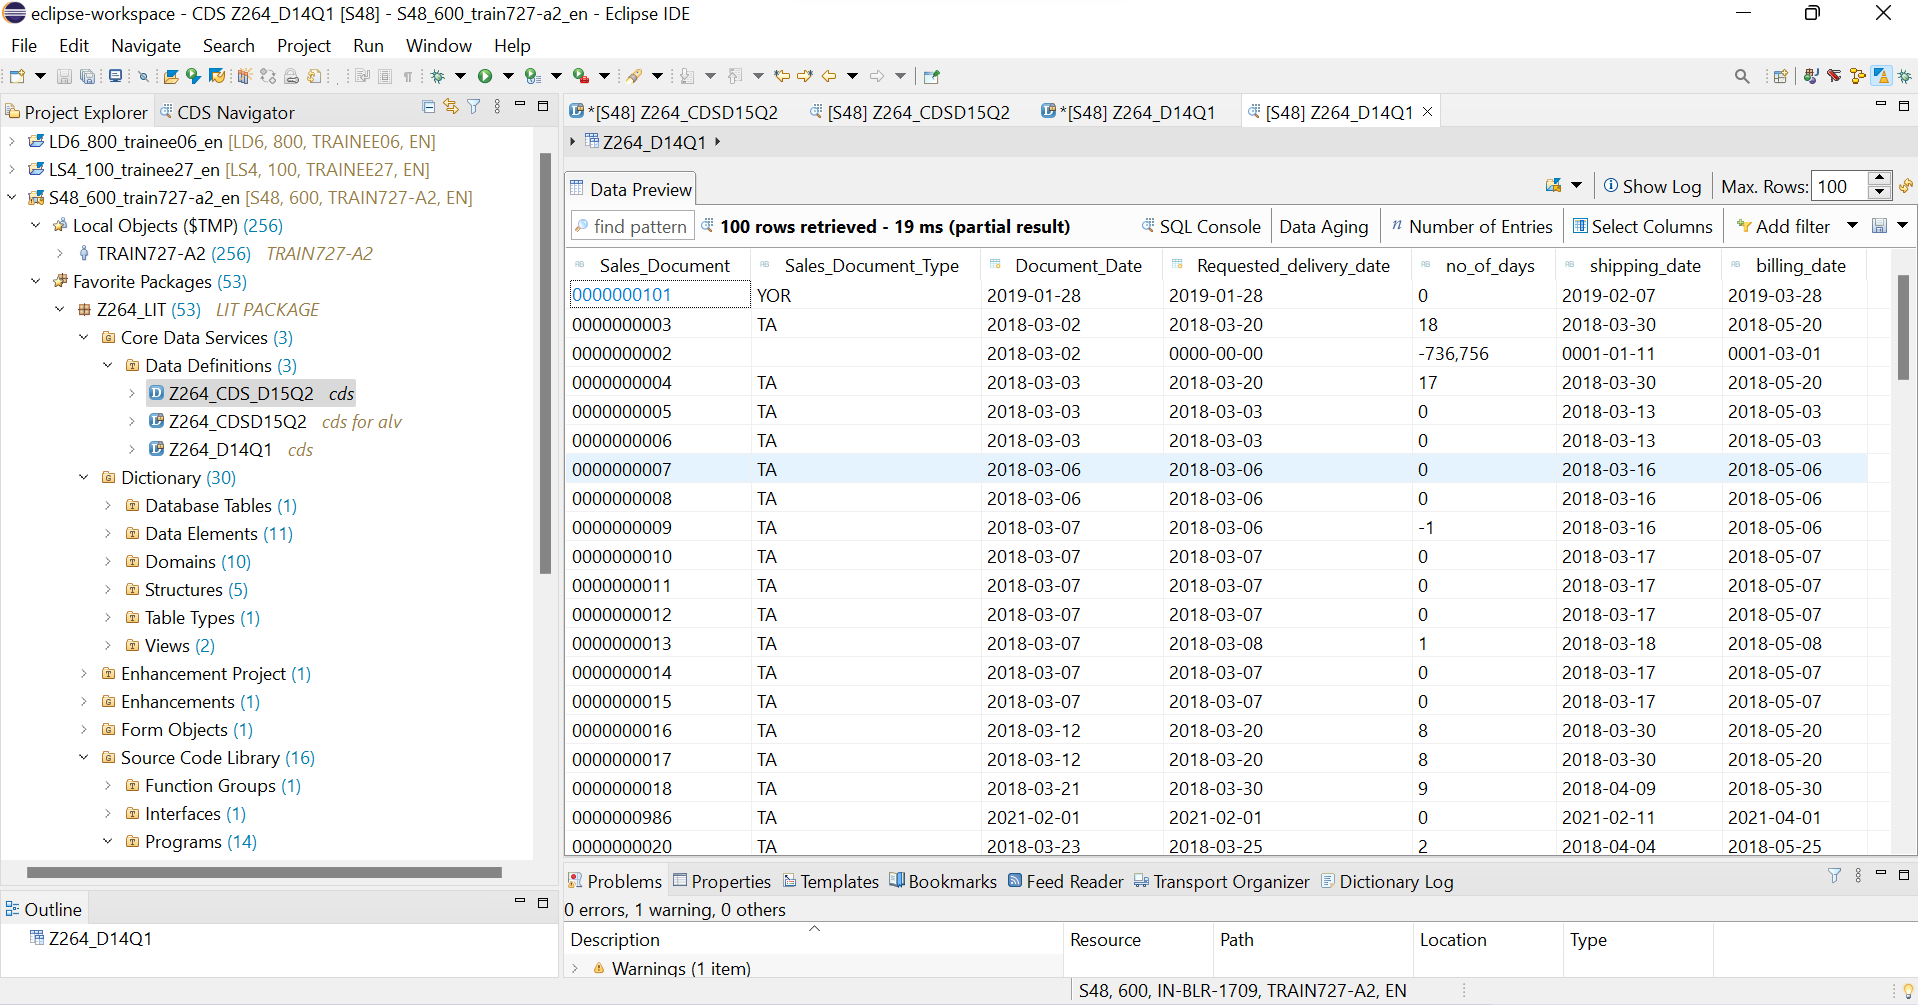 eclipse-workspace - CDS Z264_D14Q1 [S48] - S48_600_train727-a2_en - Eclipse IDE
File Edit Navigate Search Project Run Window Help
Project Explorer CDS Navigator
LD6_800_trainee06_en [LD6, 800, TRAINEE06, EN]
LS4_100_trainee27_en [LS4, 100, TRAINEE27, EN]
S48_600_train727-a2_en [S48, 600, TRAIN727-A2, EN]
Local Objects ($TMP) (256)
TRAIN727-A2 (256) TRAIN727-A2
Favorite Packages (53)
Z264_LIT (53) LIT PACKAGE
Core Data Services (3)
Data Definitions (3)
Z264_CDS_D15Q2 cds
Z264_CDSD15Q2 cds for alv
Z264_D14Q1 cds
Dictionary (30)
Database Tables (1)
Data Elements (11)
Domains (10)
Structures (5)
Table Types (1)
Views (2)
Enhancement Project (1)
Enhancements (1)
Form Objects (1)
Source Code Library (16)
Function Groups (1)
Interfaces (1)
Programs (14)
Outline
Z264_D14Q1
*[S48] Z264_CDSD15Q2 [S48] Z264_CDSD15Q2 *[S48] Z264_D14Q1 [S48] Z264_D14Q1
Z264_D14Q1
Data Preview Show Log Max. Rows: 100
find pattern 100 rows retrieved - 19 ms (partial result) SQL Console Data Aging Number of Entries Select Columns Add filter
Sales_Document Sales_Document_Type Document_Date Requested_delivery_date no_of_days shipping_date billing_date
0000000101 YOR 2019-01-28 2019-01-28 0 2019-02-07 2019-03-28
0000000003 TA 2018-03-02 2018-03-20 18 2018-03-30 2018-05-20
0000000002 2018-03-02 0000-00-00 -736,756 0001-01-11 0001-03-01
0000000004 TA 2018-03-03 2018-03-20 17 2018-03-30 2018-05-20
0000000005 TA 2018-03-03 2018-03-03 0 2018-03-13 2018-05-03
0000000006 TA 2018-03-03 2018-03-03 0 2018-03-13 2018-05-03
0000000007 TA 2018-03-06 2018-03-06 0 2018-03-16 2018-05-06
0000000008 TA 2018-03-06 2018-03-06 0 2018-03-16 2018-05-06
0000000009 TA 2018-03-07 2018-03-06 -1 2018-03-16 2018-05-06
0000000010 TA 2018-03-07 2018-03-07 0 2018-03-17 2018-05-07
0000000011 TA 2018-03-07 2018-03-07 0 2018-03-17 2018-05-07
0000000012 TA 2018-03-07 2018-03-07 0 2018-03-17 2018-05-07
0000000013 TA 2018-03-07 2018-03-08 1 2018-03-18 2018-05-08
0000000014 TA 2018-03-07 2018-03-07 0 2018-03-17 2018-05-07
0000000015 TA 2018-03-07 2018-03-07 0 2018-03-17 2018-05-07
0000000016 TA 2018-03-12 2018-03-20 8 2018-03-30 2018-05-20
0000000017 TA 2018-03-12 2018-03-20 8 2018-03-30 2018-05-20
0000000018 TA 2018-03-21 2018-03-30 9 2018-04-09 2018-05-30
0000000986 TA 2021-02-01 2021-02-01 0 2021-02-11 2021-04-01
0000000020 TA 2018-03-23 2018-03-25 2 2018-04-04 2018-05-25
Problems Properties Templates Bookmarks Feed Reader Transport Organizer Dictionary Log
0 errors, 1 warning, 0 others
Description Resource Path Location Type
Warnings (1 item)
S48, 600, IN-BLR-1709, TRAIN727-A2, EN